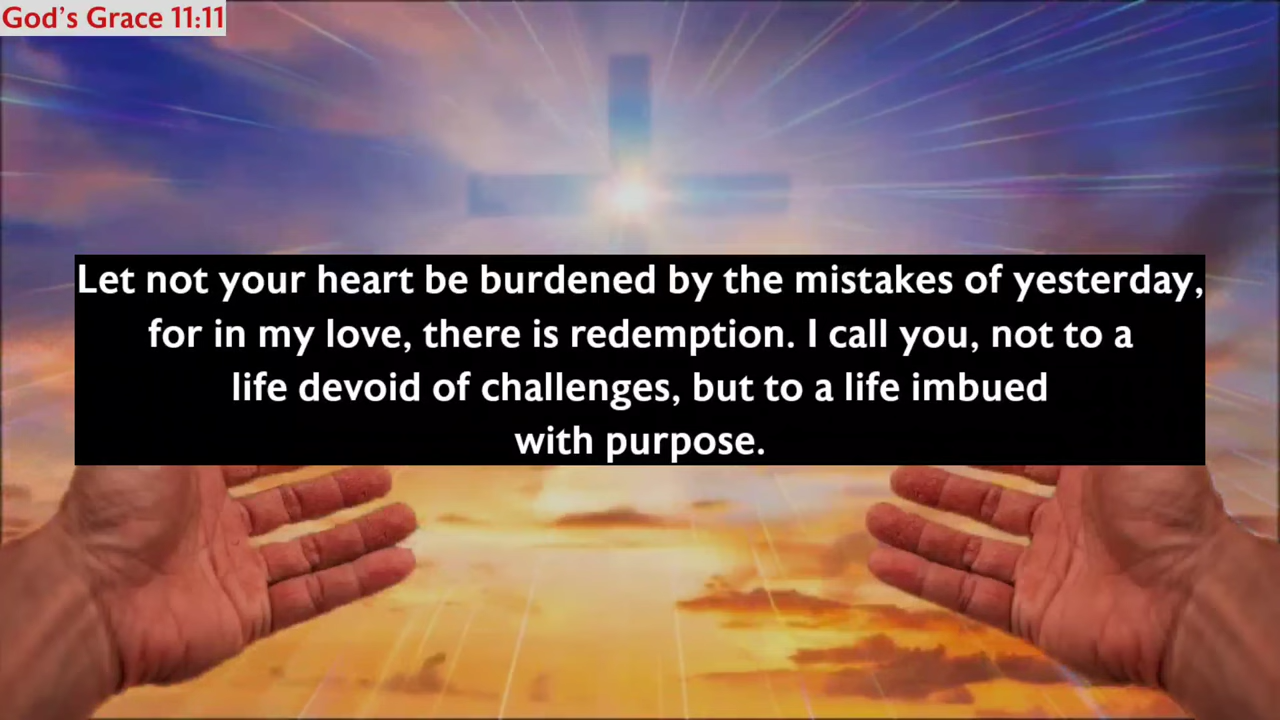 God's Grace 11:11
Let not your heart be burdened by the mistakes of yesterday,
for in my love, there is redemption. I call you, not to a
life devoid of challenges, but to a life imbued
with purpose.